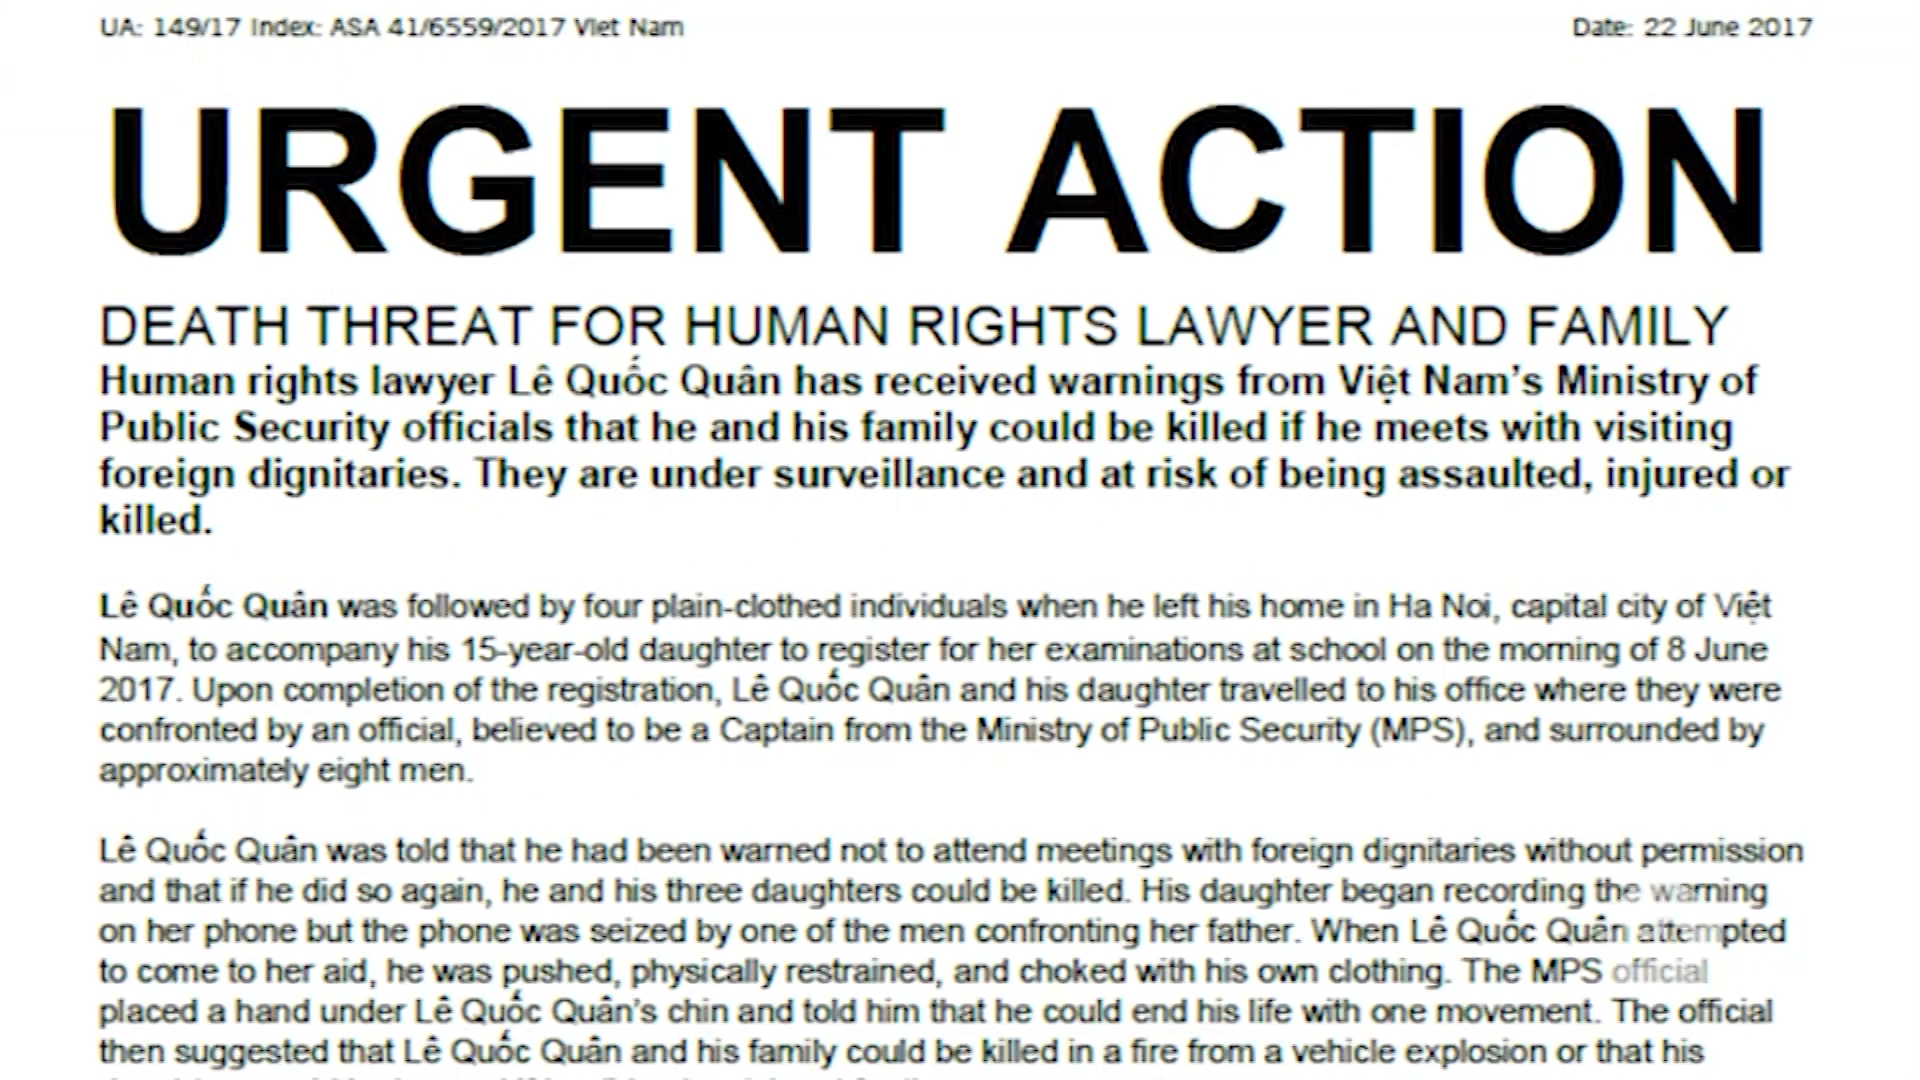 UA: 149/17 Index: ASA 41/6559/2017 Viet Nam
Date: 22 June 2017
URGENT ACTION
DEATH THREAT FOR HUMAN RIGHTS LAWYER AND FAMILY
Human rights lawyer Lê Quốc Quân has received warnings from Việt Nam's Ministry of
Public Security officials that he and his family could be killed if he meets with visiting
foreign dignitaries. They are under surveillance and at risk of being assaulted, injured or
killed.
Lê Quốc Quân was followed by four plain-clothed individuals when he left his home in Ha Noi, capital city of Việt
Nam, to accompany his 15-year-old daughter to register for her examinations at school on the morning of 8 June
2017. Upon completion of the registration, Lê Quốc Quân and his daughter travelled to his office where they were
confronted by an official, believed to be a Captain from the Ministry of Public Security (MPS), and surrounded by
approximately eight men.
Lê Quốc Quân was told that he had been warned not to attend meetings with foreign dignitaries without permission
and that if he did so again, he and his three daughters could be killed. His daughter began recording the warning
on her phone but the phone was seized by one of the men confronting her father. When Lê Quốc Quân attempted
to come to her aid, he was pushed, physically restrained, and choked with his own clothing. The MPS official
placed a hand under Lê Quốc Quân's chin and told him that he could end his life with one movement. The official
then suggested that Lê Quốc Quân and his family could be killed in a fire from a vehicle explosion or that his